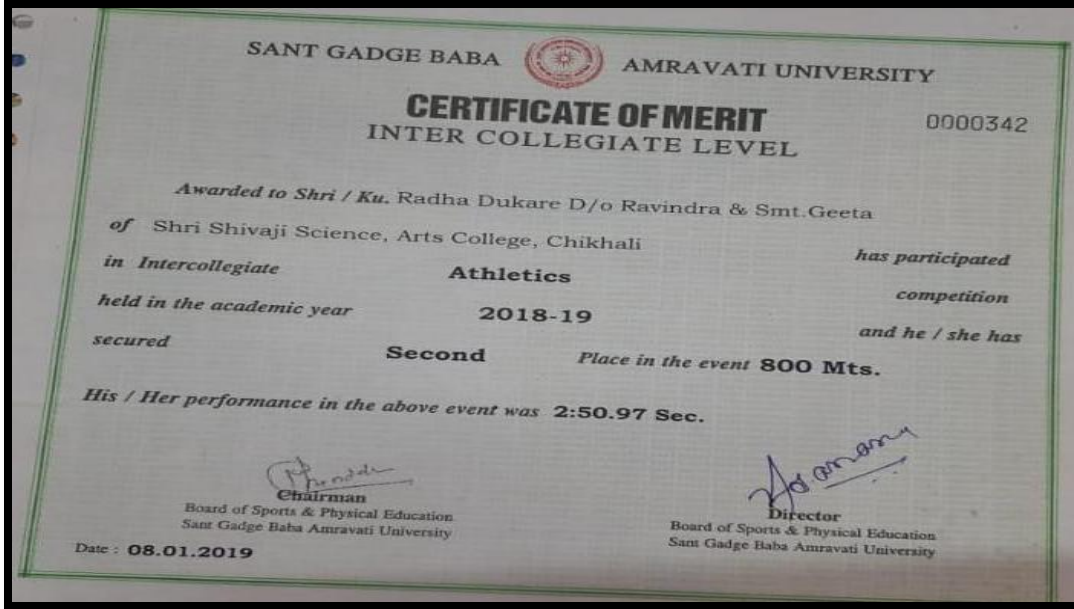 SANT GADGE BABA AMRAVATI UNIVERSITY
CERTIFICATE OF MERIT
0000342
INTER COLLEGIATE LEVEL
Awarded to Shri / Ku. Radha Dukare D/o Ravindra & Smt.Geeta
of Shri Shivaji Science, Arts College, Chikhali has participated
in Intercollegiate Athletics competition
held in the academic year 2018-19 and he / she has
secured Second Place in the event 800 Mts.
His / Her performance in the above event was 2:50.97 Sec.
Chairman
Board of Sports & Physical Education
Sant Gadge Baba Amravati University
Director
Board of Sports & Physical Education
Sant Gadge Baba Amravati University
Date : 08.01.2019